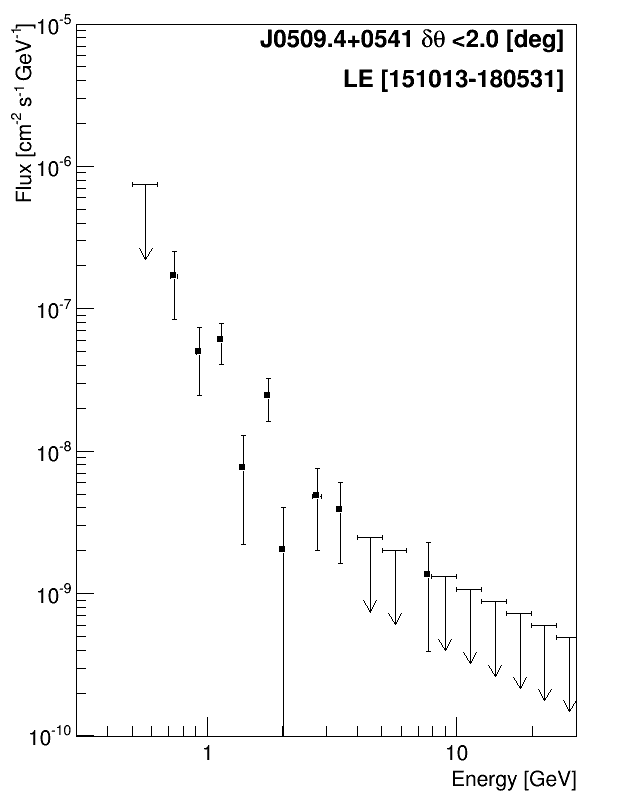 J0509.4+0541 δθ <2.0 [deg]
LE [151013-180531]
Flux [cm⁻² s⁻¹ GeV⁻¹]
10⁻⁵
10⁻⁶
10⁻⁷
10⁻⁸
10⁻⁹
10⁻¹⁰
1
10
Energy [GeV]